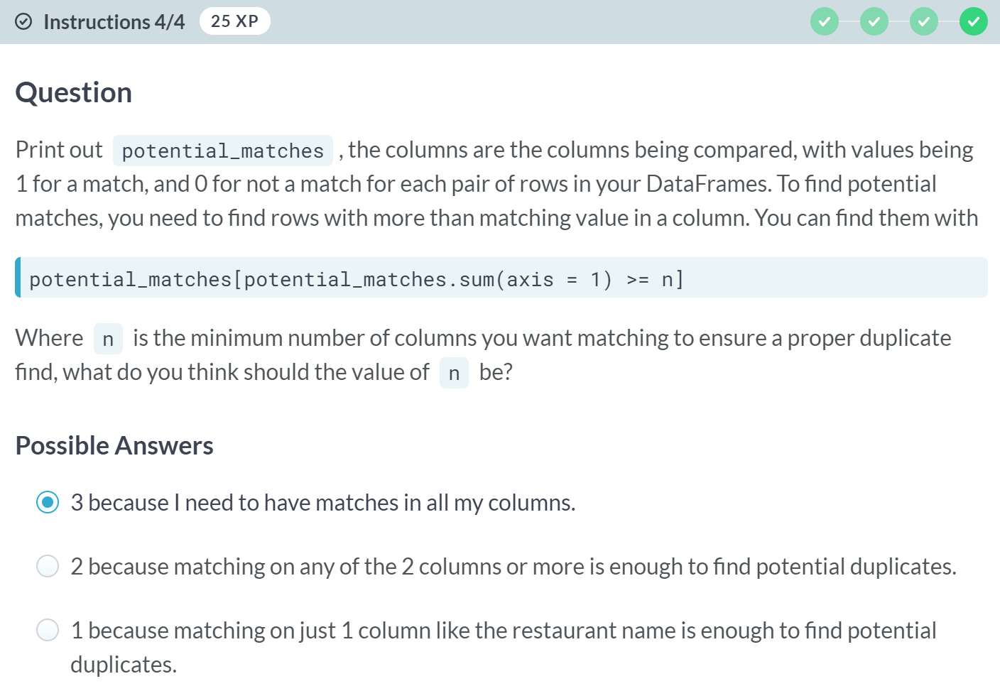 Instructions 4/4 25 XP
Question
Print out potential_matches , the columns are the columns being compared, with values being
1 for a match, and 0 for not a match for each pair of rows in your DataFrames. To find potential
matches, you need to find rows with more than matching value in a column. You can find them with
potential_matches[potential_matches.sum(axis = 1) >= n]
Where n is the minimum number of columns you want matching to ensure a proper duplicate
find, what do you think should the value of n be?
Possible Answers
3 because I need to have matches in all my columns.
2 because matching on any of the 2 columns or more is enough to find potential duplicates.
1 because matching on just 1 column like the restaurant name is enough to find potential
duplicates.